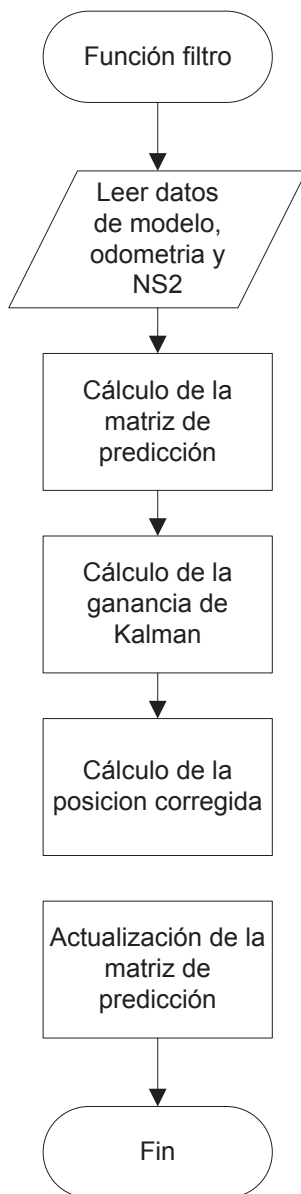 Función filtro
Leer datos
de modelo,
odometria y
NS2
Cálculo de la
matriz de
predicción
Cálculo de la
ganancia de
Kalman
Cálculo de la
posicion corregida
Actualización de la
matriz de
predicción
Fin